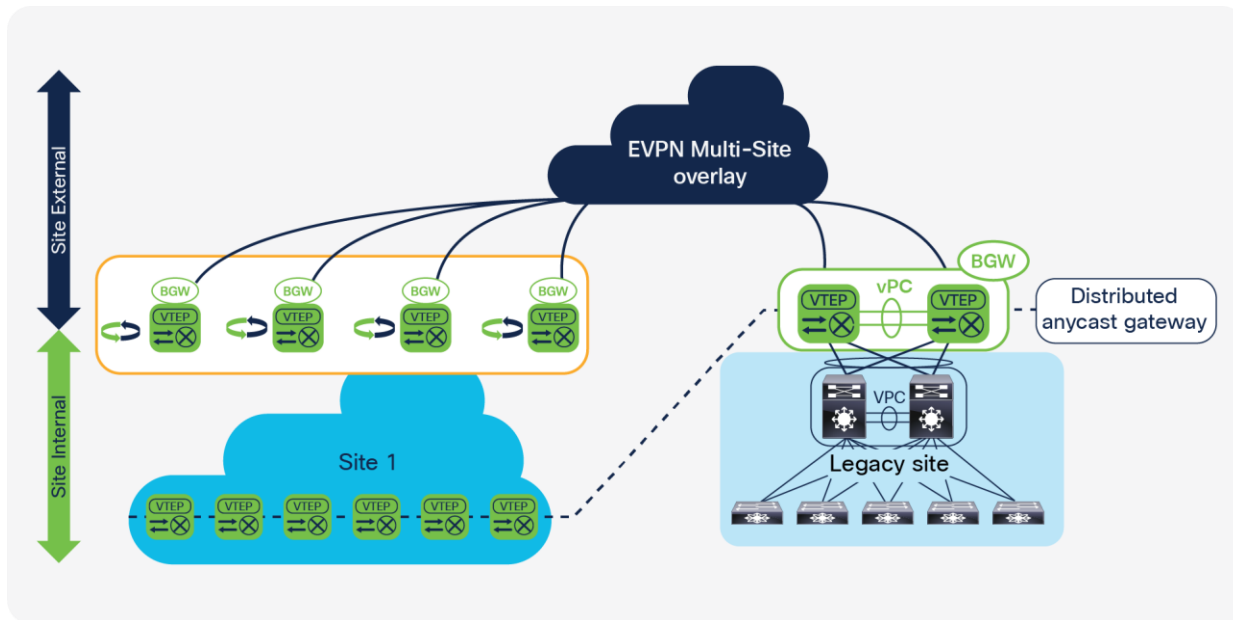 EVPN Multi-Site
overlay
Site External
BGW
BGW
BGW
BGW
VTEP
VTEP
VTEP
VTEP
BGW
vPC
VTEP
VTEP
Distributed
anycast gateway
Site Internal
Site 1
VTEP
VTEP
VTEP
VTEP
VTEP
VTEP
VPC
Legacy site